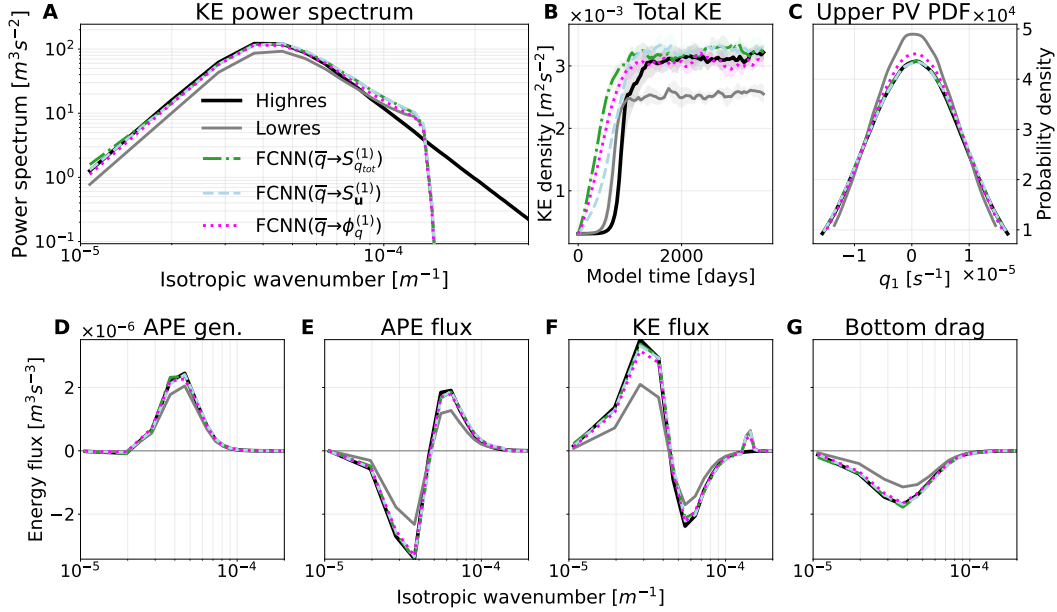 A KE power spectrum
Power spectrum [m³s⁻²]
10²
10¹
10⁰
10⁻¹
10⁻⁵
10⁻⁴
Isotropic wavenumber [m⁻¹]
Highres
Lowres
FCNN(q̅→S_{q_{tot}}^{(1)})
FCNN(q̅→S_𝐮^{(1)})
FCNN(q̅→ϕ_q^{(1)})
B ×10⁻³ Total KE
KE density [m²s⁻²]
3
2
1
0
2000
Model time [days]
C Upper PV PDF ×10⁴
5
4
3
2
1
Probability density
−1
0
1
q₁ [s⁻¹] ×10⁻⁵
D ×10⁻⁶ APE gen.
Energy flux [m³s⁻³]
2
0
−2
10⁻⁵
10⁻⁴
E APE flux
10⁻⁵
10⁻⁴
F KE flux
10⁻⁵
10⁻⁴
G Bottom drag
10⁻⁵
10⁻⁴
Isotropic wavenumber [m⁻¹]